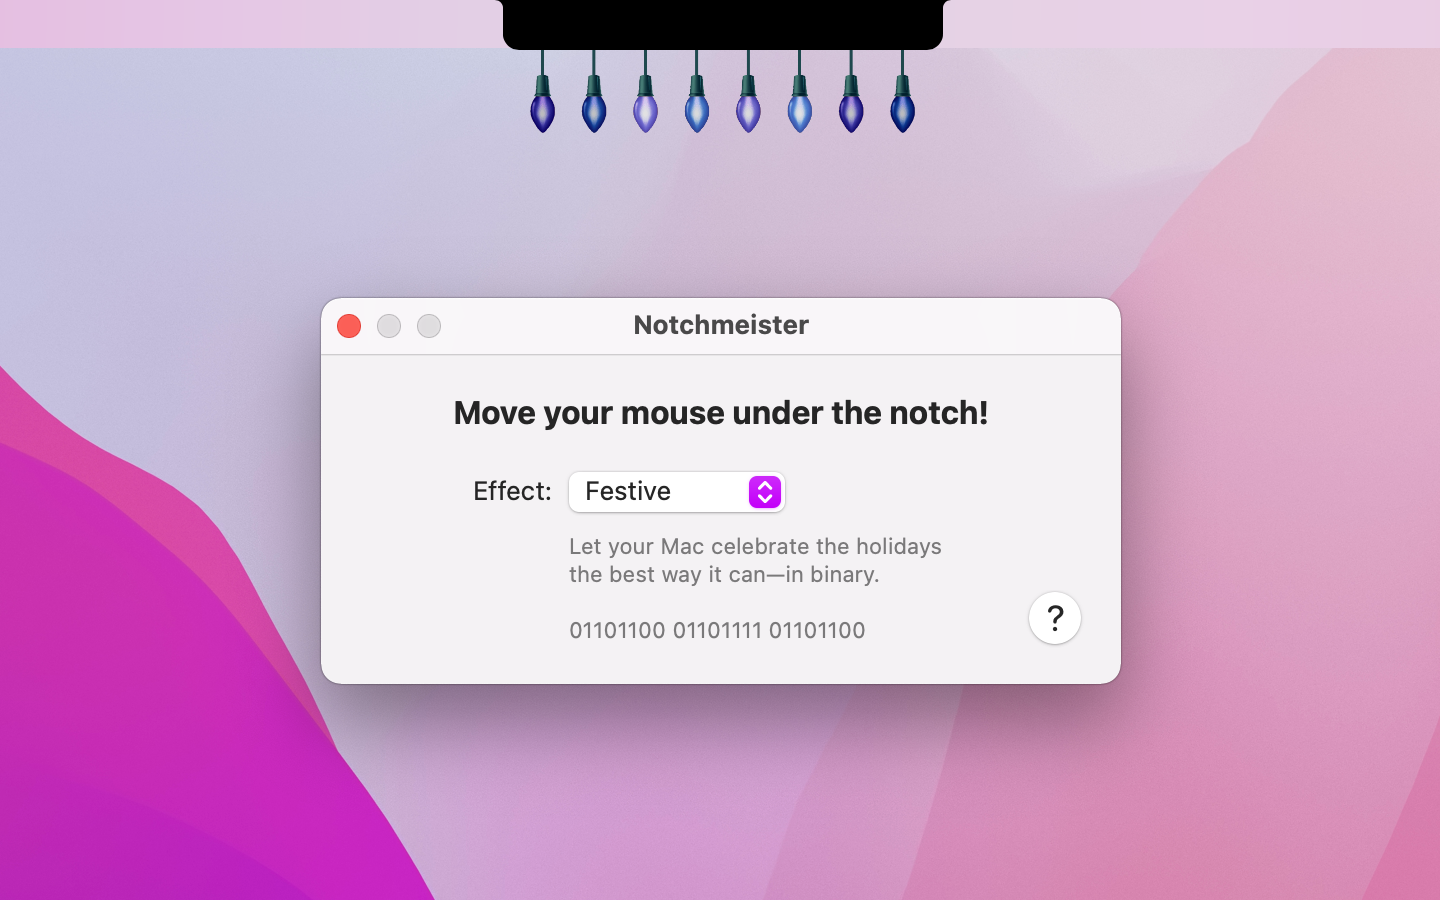 Notchmeister
Move your mouse under the notch!
Effect: Festive
Let your Mac celebrate the holidays
the best way it can—in binary.
01101100 01101111 01101100
?